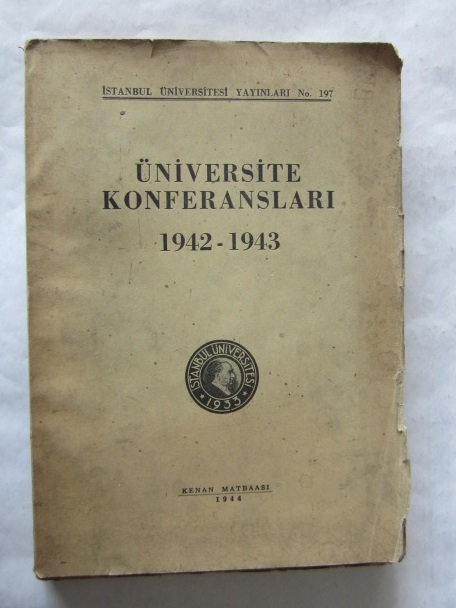 İSTANBUL ÜNİVERSİTESİ YAYINLARI No. 197
ÜNİVERSİTE
KONFERANSLARI
1942 - 1943
İSTANBUL ÜNİVERSİTESİ
1933
KENAN MATBAASI
1944